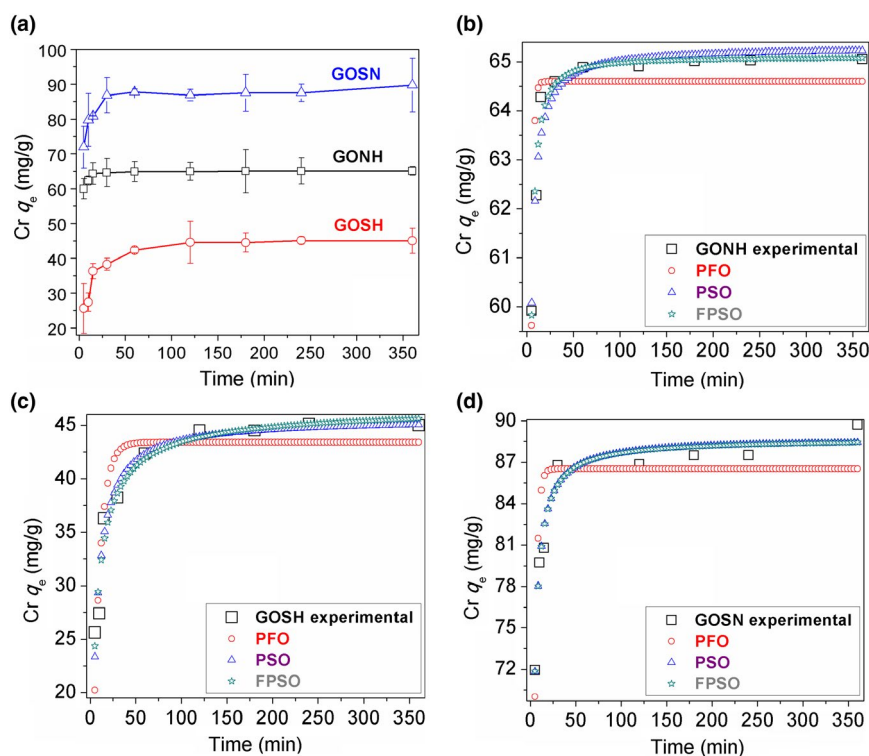 (a)
100
90
80
70
60
50
40
30
20
Cr qe (mg/g)
GOSN
GONH
GOSH
0 50 100 150 200 250 300 350
Time (min)
(b)
65
64
63
62
61
60
Cr qe (mg/g)
GONH experimental
PFO
PSO
FPSO
0 50 100 150 200 250 300 350
Time (min)
(c)
45
40
35
30
25
20
Cr qe (mg/g)
GOSH experimental
PFO
PSO
FPSO
0 50 100 150 200 250 300 350
Time (min)
(d)
90
87
84
81
78
75
72
Cr qe (mg/g)
GOSN experimental
PFO
PSO
FPSO
0 50 100 150 200 250 300 350
Time (min)